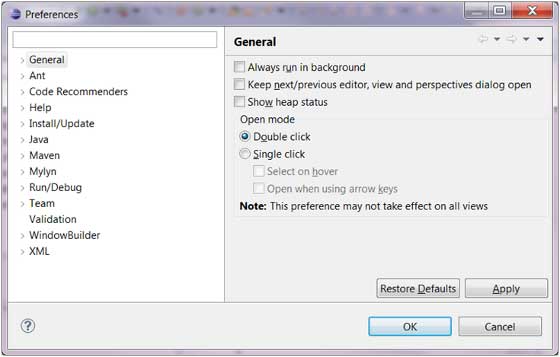 Preferences
General
Ant
Code Recommenders
Help
Install/Update
Java
Maven
Mylyn
Run/Debug
Team
Validation
WindowBuilder
XML
General
Always run in background
Keep next/previous editor, view and perspectives dialog open
Show heap status
Open mode
Double click
Single click
Select on hover
Open when using arrow keys
Note: This preference may not take effect on all views
Restore Defaults Apply
? OK Cancel